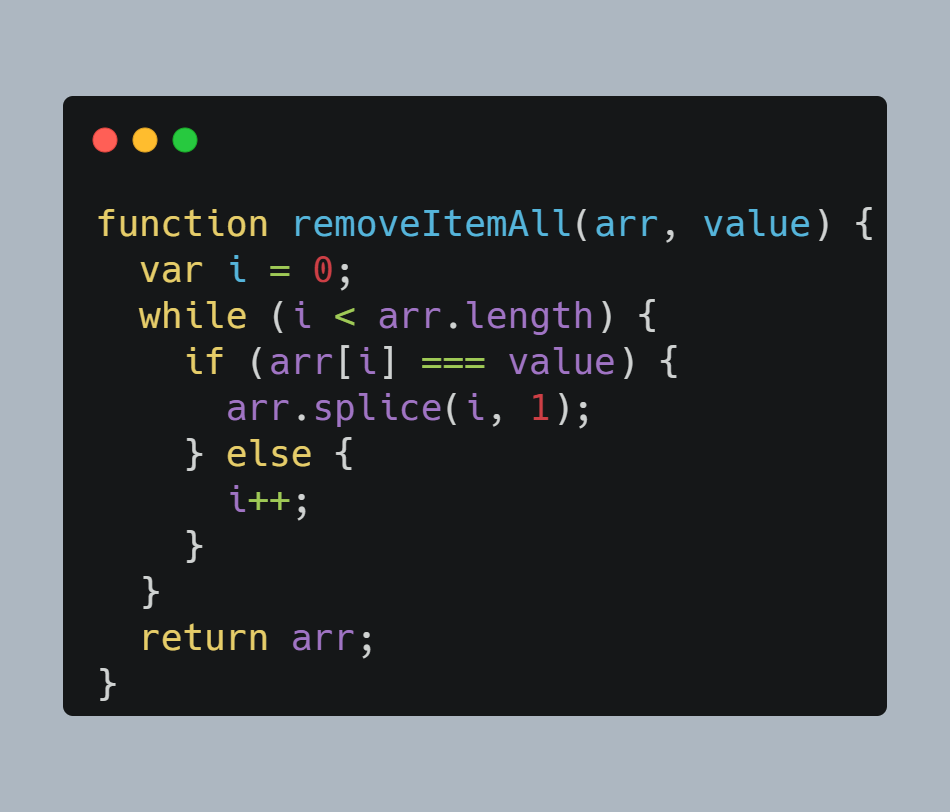 function removeItemAll(arr, value) {
  var i = 0;
  while (i < arr.length) {
    if (arr[i] === value) {
      arr.splice(i, 1);
    } else {
      i++;
    }
  }
  return arr;
}